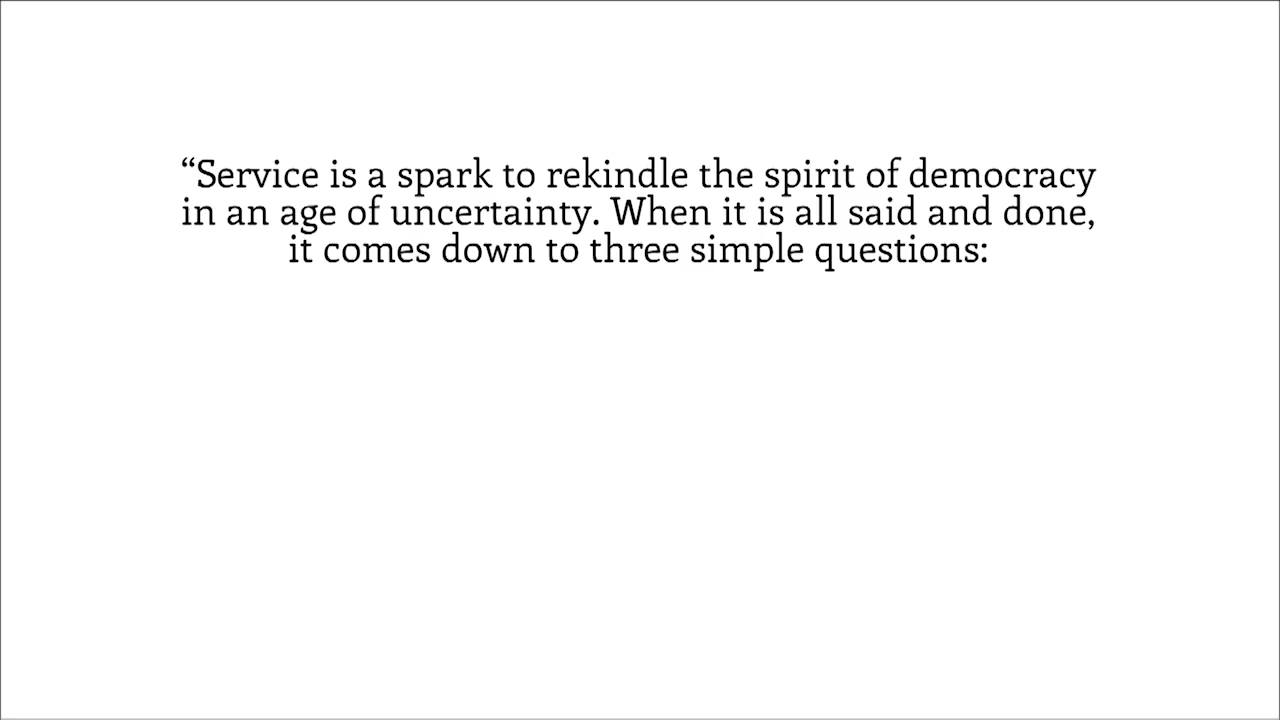 “Service is a spark to rekindle the spirit of democracy
in an age of uncertainty. When it is all said and done,
it comes down to three simple questions: